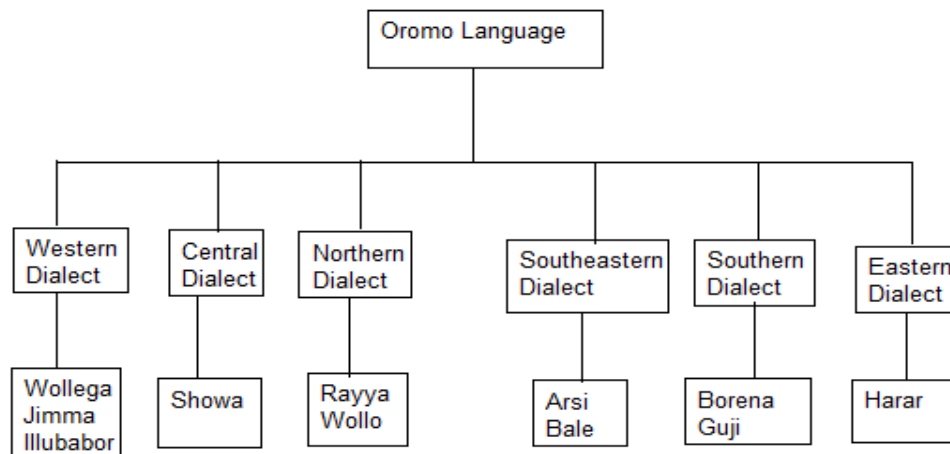 Oromo Language
Western
Dialect
Central
Dialect
Northern
Dialect
Southeastern
Dialect
Southern
Dialect
Eastern
Dialect
Wollega
Jimma
Illubabor
Showa
Rayya
Wollo
Arsi
Bale
Borena
Guji
Harar